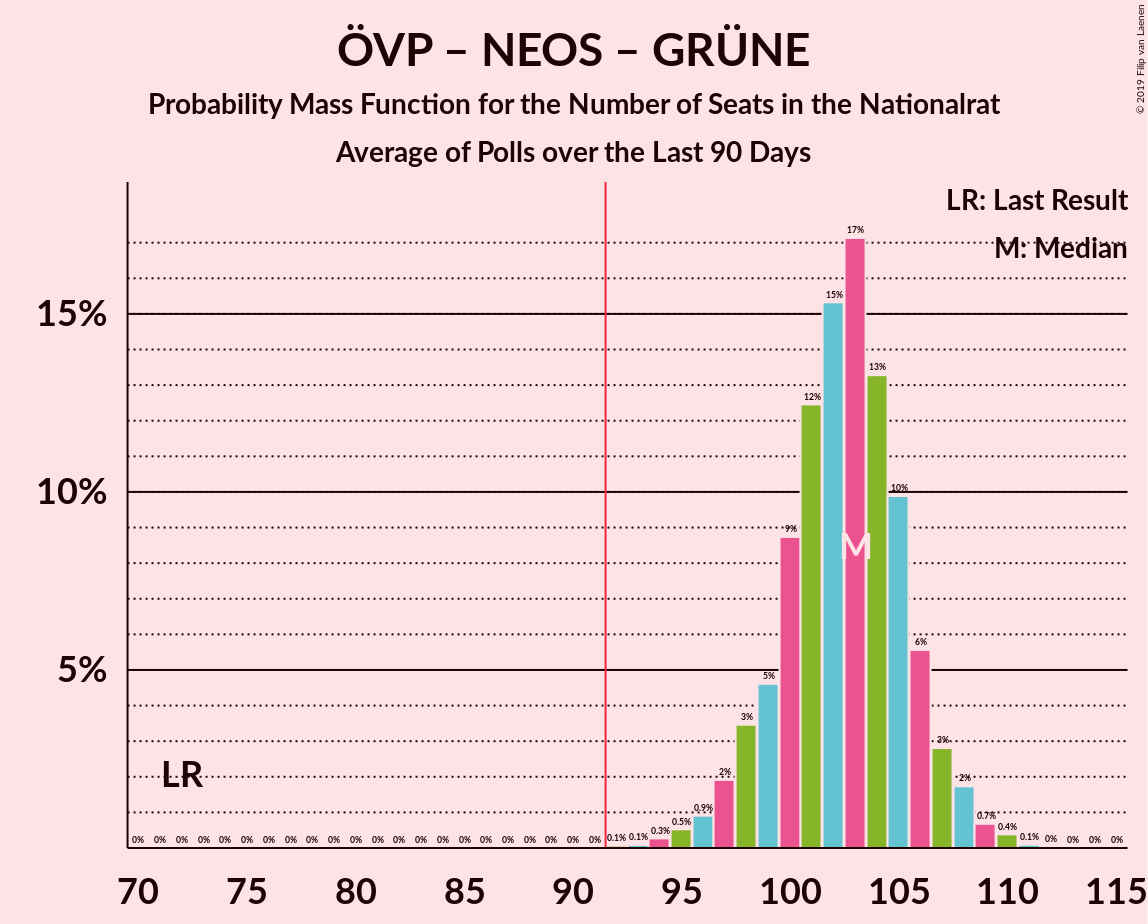 © 2019 Filip van Laenen
ÖVP – NEOS – GRÜNE
Probability Mass Function for the Number of Seats in the Nationalrat
Average of Polls over the Last 90 Days
LR: Last Result
M: Median
17%
15%
15%
13%
12%
10%
10%
9%
M
6%
5%
5%
3%
3%
2%
2%
LR
0% 0% 0% 0% 0% 0% 0% 0% 0% 0% 0% 0% 0% 0% 0% 0% 0% 0% 0% 0% 0% 0% 0.1% 0.1% 0.3% 0.5% 0.9% 0.7% 0.4% 0.1% 0% 0% 0% 0%
70 75 80 85 90 95 100 105 110 115